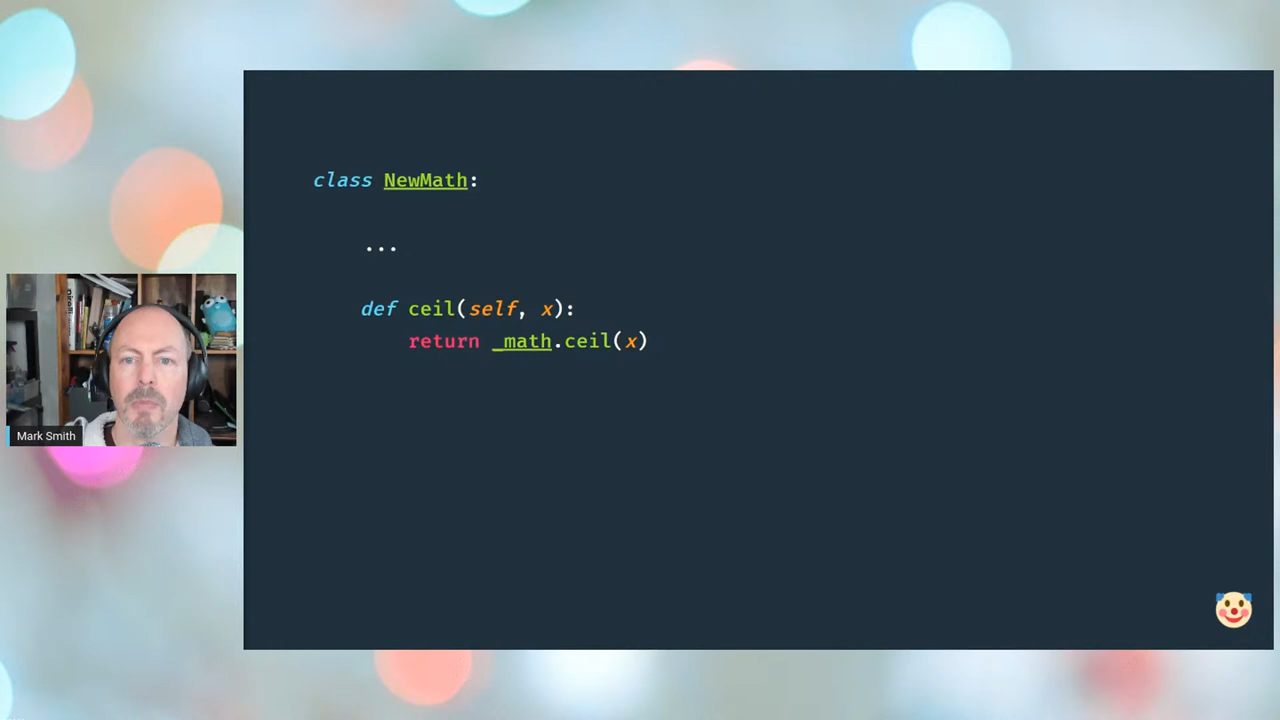 class NewMath:
...
def ceil(self, x):
return _math.ceil(x)
Mark Smith